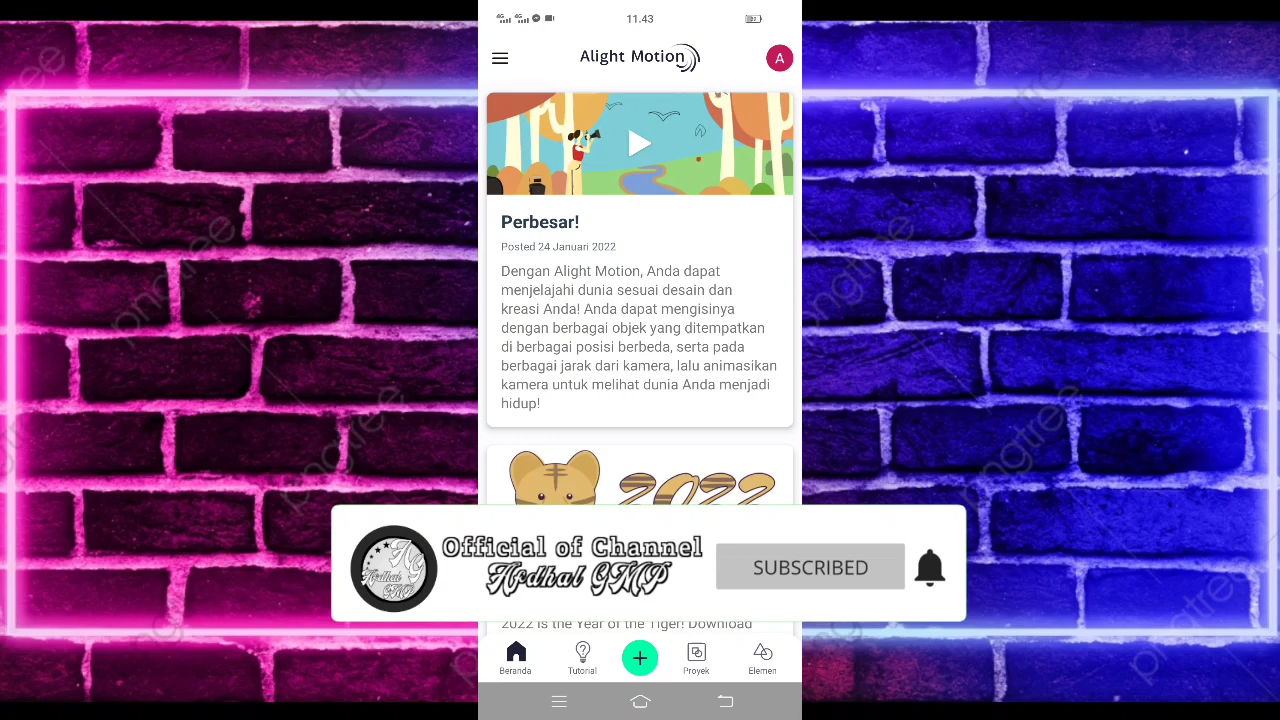 11.43
Alight Motion
A
Perbesar!
Posted 24 Januari 2022
Dengan Alight Motion, Anda dapat
menjelajahi dunia sesuai desain dan
kreasi Anda! Anda dapat mengisinya
dengan berbagai objek yang ditempatkan
di berbagai posisi berbeda, serta pada
berbagai jarak dari kamera, lalu animasikan
kamera untuk melihat dunia Anda menjadi
hidup!
2022
Official of Channel
Ardhal GMP
SUBSCRIBED
2022 is the Year of the Tiger! Download
Beranda
Tutorial
Proyek
Elemen
pngtree